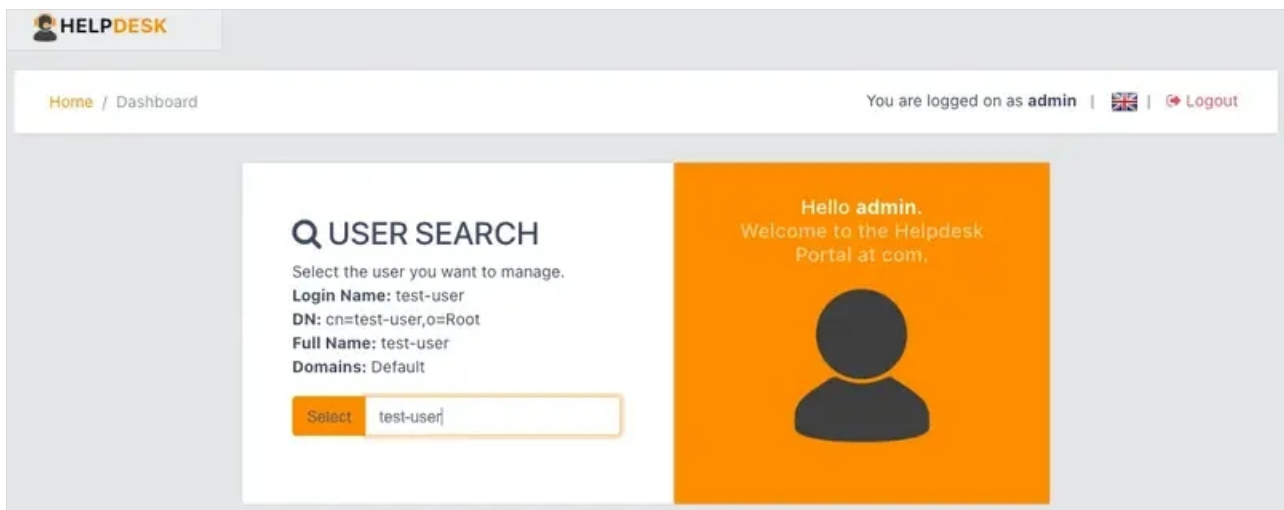 HELPDESK
Home / Dashboard
You are logged on as admin | | Logout
USER SEARCH
Select the user you want to manage.
Login Name: test-user
DN: cn=test-user,o=Root
Full Name: test-user
Domains: Default
Select test-user
Hello admin.
Welcome to the Helpdesk
Portal at com.